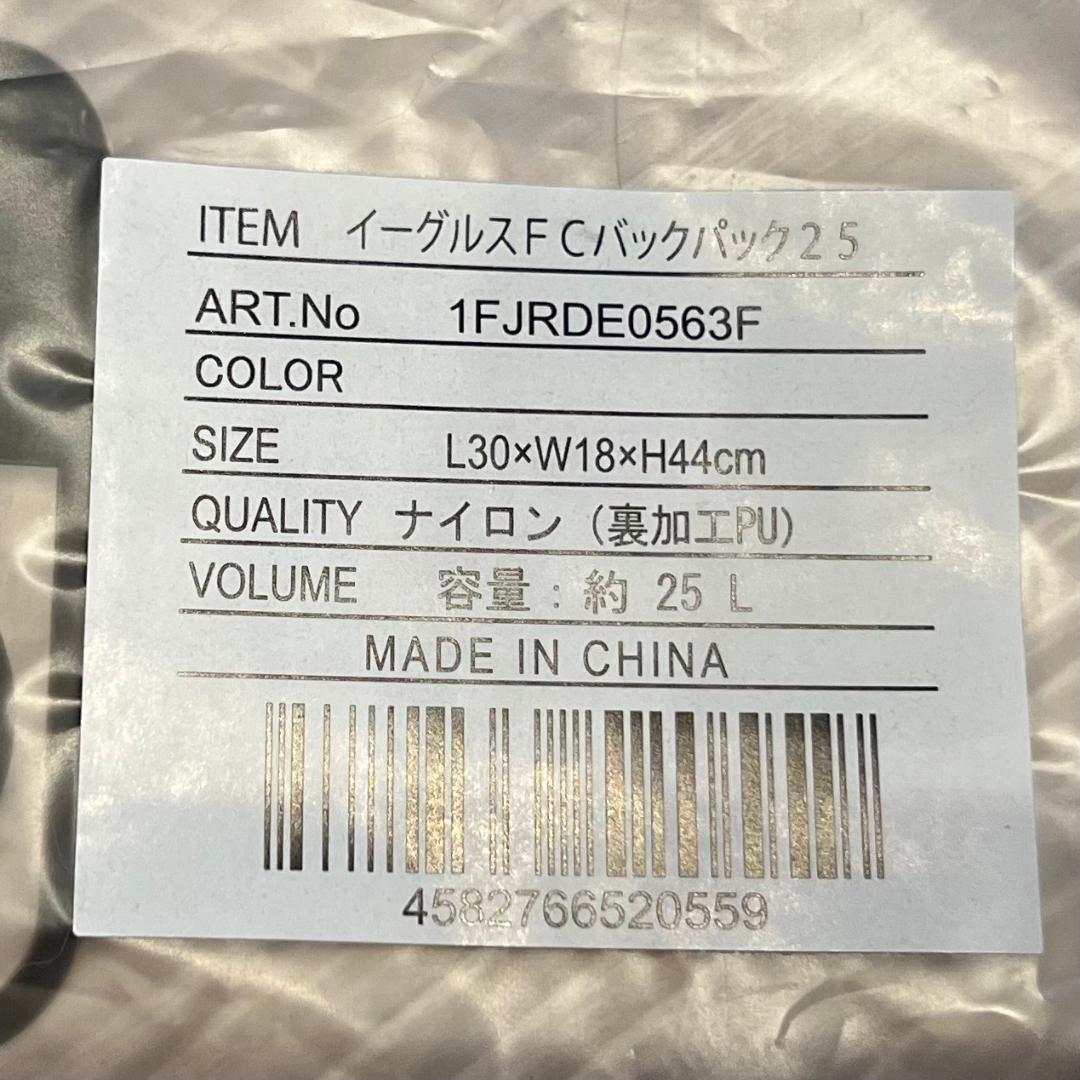 ITEM イーグルスFCバックパック25
ART.No 1FJRDE0563F
COLOR
SIZE L30×W18×H44cm
QUALITY ナイロン（裏加工PU）
VOLUME 容量：約 25 L
MADE IN CHINA
4582766520559